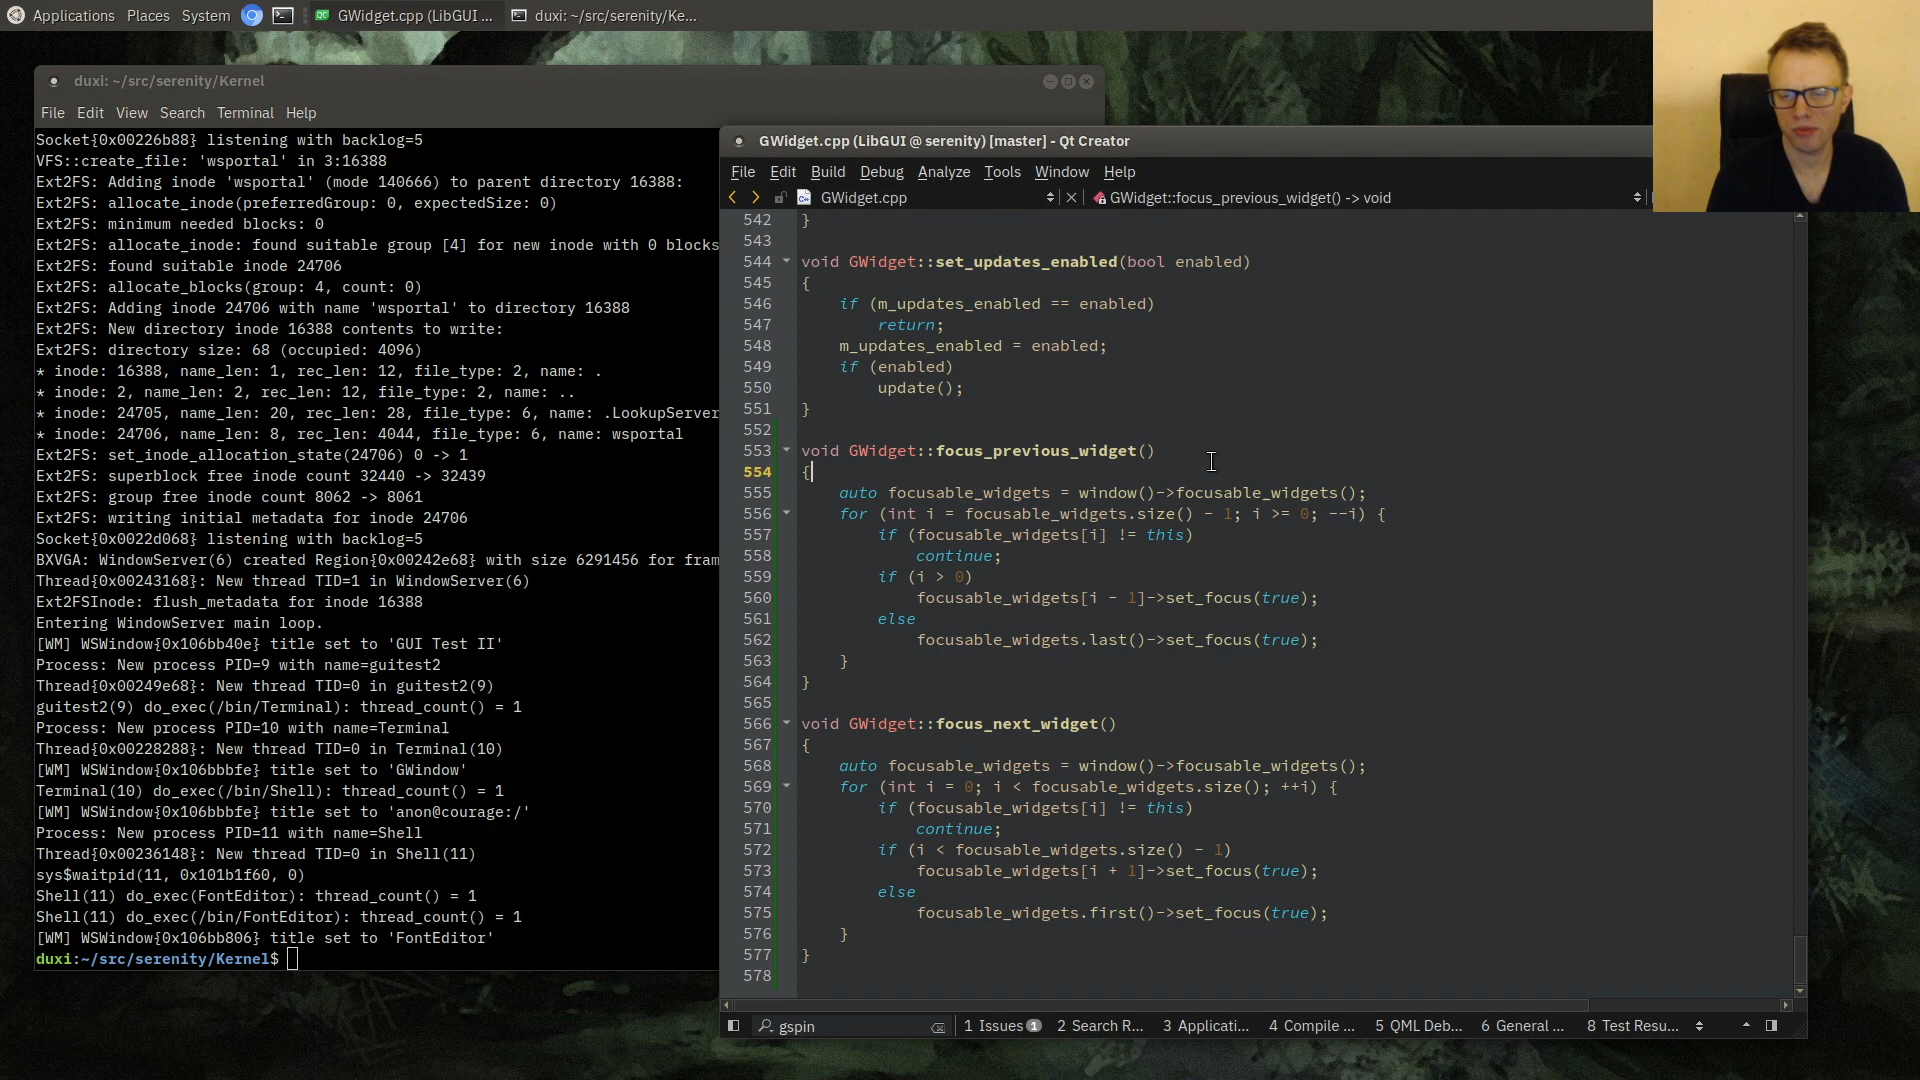 Applications Places System GWidget.cpp (LibGUI ... duxi: ~/src/serenity/Ke...
duxi: ~/src/serenity/Kernel
File Edit View Search Terminal Help
Socket{0x00226b88} listening with backlog=5
VFS::create_file: 'wsportal' in 3:16388
Ext2FS: Adding inode 'wsportal' (mode 140666) to parent directory 16388:
Ext2FS: allocate_inode(preferredGroup: 0, expectedSize: 0)
Ext2FS: minimum needed blocks: 0
Ext2FS: allocate_inode: found suitable group [4] for new inode with 0 blocks
Ext2FS: found suitable inode 24706
Ext2FS: allocate_blocks(group: 4, count: 0)
Ext2FS: Adding inode 24706 with name 'wsportal' to directory 16388
Ext2FS: New directory inode 16388 contents to write:
Ext2FS: directory size: 68 (occupied: 4096)
* inode: 16388, name_len: 1, rec_len: 12, file_type: 2, name: .
* inode: 2, name_len: 2, rec_len: 12, file_type: 2, name: ..
* inode: 24705, name_len: 20, rec_len: 28, file_type: 6, name: .LookupServer
* inode: 24706, name_len: 8, rec_len: 4044, file_type: 6, name: wsportal
Ext2FS: set_inode_allocation_state(24706) 0 -> 1
Ext2FS: superblock free inode count 32440 -> 32439
Ext2FS: group free inode count 8062 -> 8061
Ext2FS: writing initial metadata for inode 24706
Socket{0x0022d068} listening with backlog=5
BXVGA: WindowServer(6) created Region{0x00242e68} with size 6291456 for fram
Thread{0x00243168}: New thread TID=1 in WindowServer(6)
Ext2FSInode: flush_metadata for inode 16388
Entering WindowServer main loop.
[WM] WSWindow{0x106bb40e} title set to 'GUI Test II'
Process: New process PID=9 with name=guitest2
Thread{0x00249e68}: New thread TID=0 in guitest2(9)
guitest2(9) do_exec(/bin/Terminal): thread_count() = 1
Process: New process PID=10 with name=Terminal
Thread{0x00228288}: New thread TID=0 in Terminal(10)
[WM] WSWindow{0x106bbbfe} title set to 'GWindow'
Terminal(10) do_exec(/bin/Shell): thread_count() = 1
[WM] WSWindow{0x106bbbfe} title set to 'anon@courage:/'
Process: New process PID=11 with name=Shell
Thread{0x00236148}: New thread TID=0 in Shell(11)
sys$waitpid(11, 0x101b1f60, 0)
Shell(11) do_exec(FontEditor): thread_count() = 1
Shell(11) do_exec(/bin/FontEditor): thread_count() = 1
[WM] WSWindow{0x106bb806} title set to 'FontEditor'
duxi:~/src/serenity/Kernel$
GWidget.cpp (LibGUI @ serenity) [master] - Qt Creator
File Edit Build Debug Analyze Tools Window Help
GWidget.cpp GWidget::focus_previous_widget() -> void
542 }
543
544 void GWidget::set_updates_enabled(bool enabled)
545 {
546     if (m_updates_enabled == enabled)
547         return;
548     m_updates_enabled = enabled;
549     if (enabled)
550         update();
551 }
552
553 void GWidget::focus_previous_widget()
554 {
555     auto focusable_widgets = window()->focusable_widgets();
556     for (int i = focusable_widgets.size() - 1; i >= 0; --i) {
557         if (focusable_widgets[i] != this)
558             continue;
559         if (i > 0)
560             focusable_widgets[i - 1]->set_focus(true);
561         else
562             focusable_widgets.last()->set_focus(true);
563     }
564 }
565
566 void GWidget::focus_next_widget()
567 {
568     auto focusable_widgets = window()->focusable_widgets();
569     for (int i = 0; i < focusable_widgets.size(); ++i) {
570         if (focusable_widgets[i] != this)
571             continue;
572         if (i < focusable_widgets.size() - 1)
573             focusable_widgets[i + 1]->set_focus(true);
574         else
575             focusable_widgets.first()->set_focus(true);
576     }
577 }
578
gspin 1 Issues 1 2 Search R... 3 Applicati... 4 Compile ... 5 QML Deb... 6 General ... 8 Test Resu...